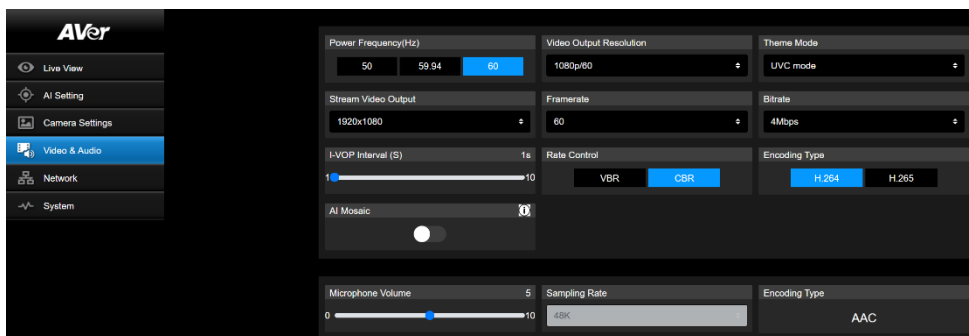 AVer
Live View
AI Setting
Camera Settings
Video & Audio
Network
System
Power Frequency(Hz)
50 59.94 60
Video Output Resolution
1080p/60
Theme Mode
UVC mode
Stream Video Output
1920x1080
Framerate
60
Bitrate
4Mbps
I-VOP Interval (S) 1s
1 10
Rate Control
VBR CBR
Encoding Type
H.264 H.265
AI Mosaic
Microphone Volume 5
0 10
Sampling Rate
48K
Encoding Type
AAC